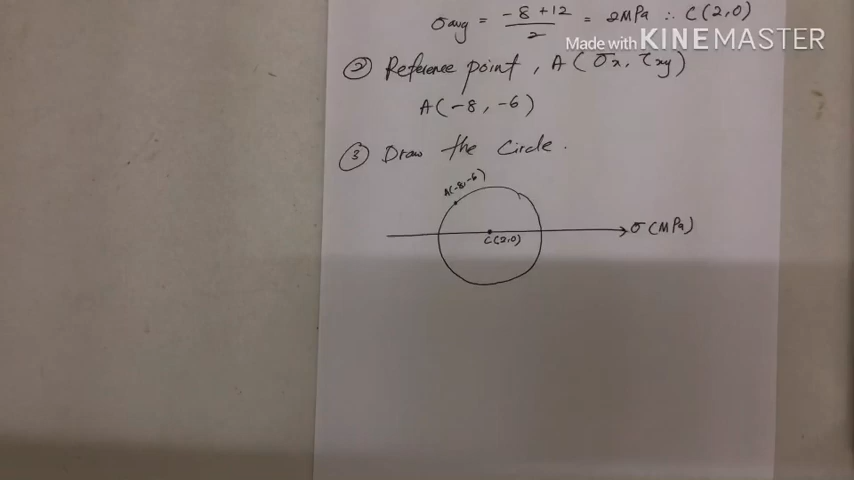 σavg = -8 + 12 / 2 = 2MPa ∴ C(2,0)
Made with KINEMASTER
② Reference point, A(σx, τxy)
A(-8, -6)
③ Draw the Circle.
A(-8,-6)
σ(MPa)
C(2,0)